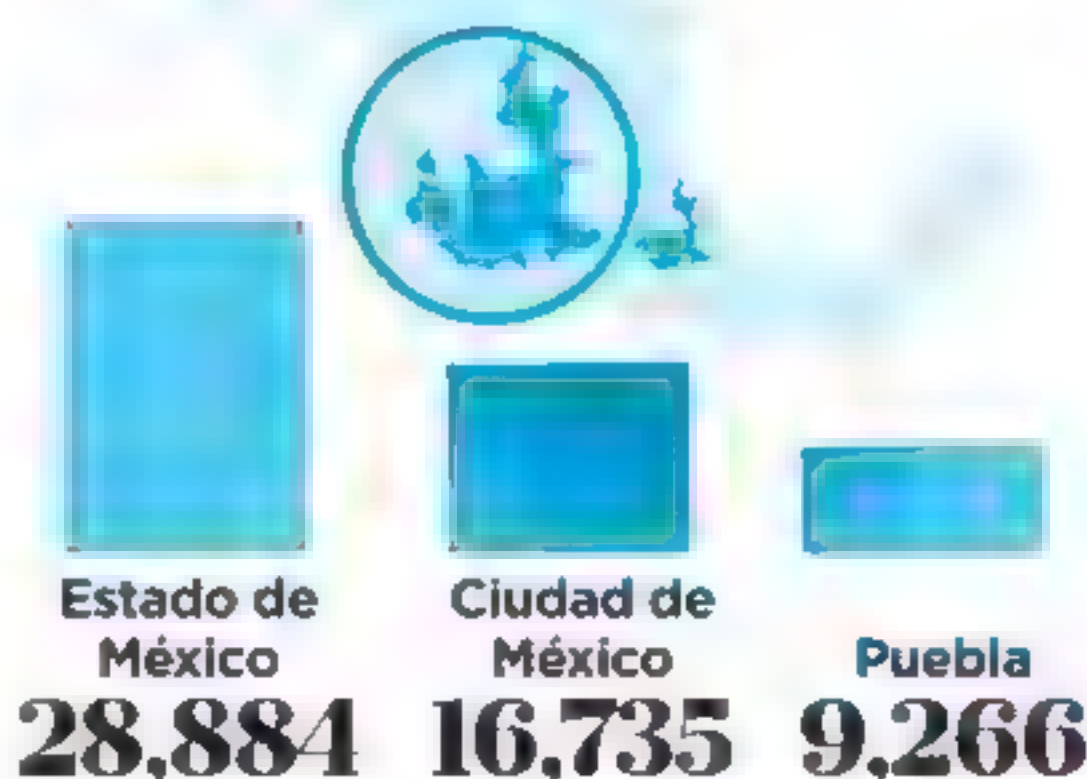 Estado de
México
28,884
Ciudad de
México
16,735
Puebla
9,266